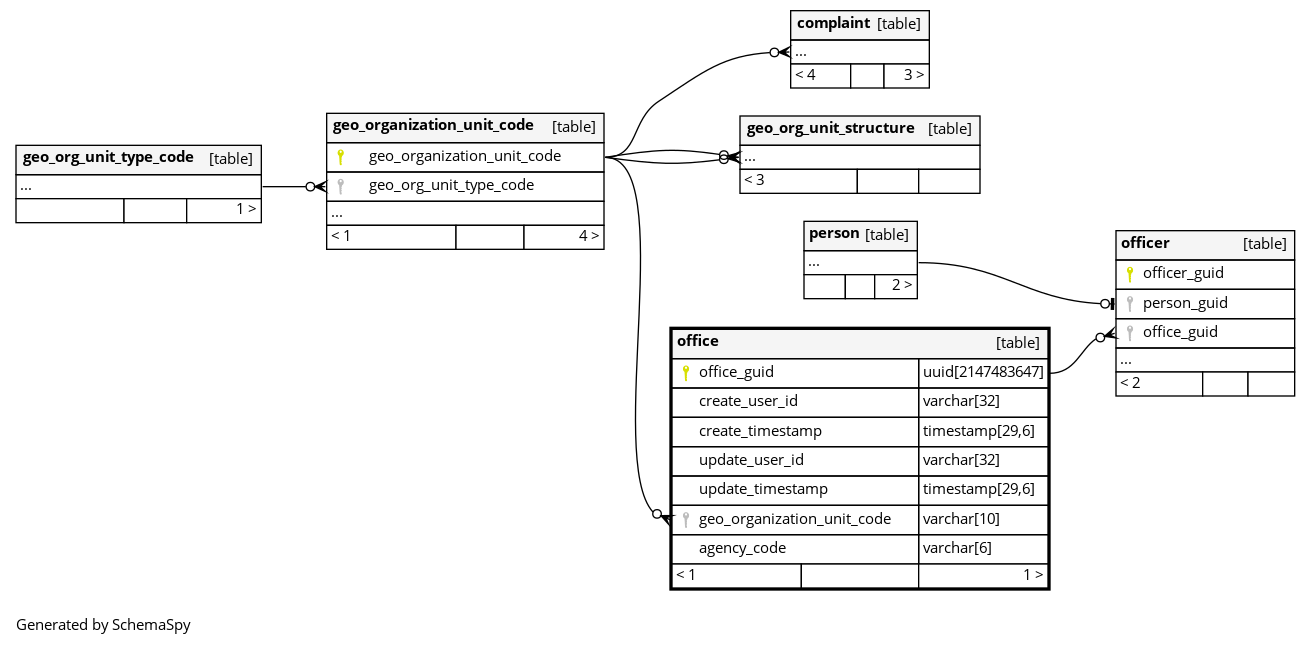 complaint [table]
...
< 4 3 >
geo_organization_unit_code [table]
geo_organization_unit_code
geo_org_unit_type_code
...
< 1 4 >
geo_org_unit_structure [table]
...
< 3
geo_org_unit_type_code [table]
...
1 >
person [table]
...
2 >
officer [table]
officer_guid
person_guid
office_guid
...
< 2
office [table]
office_guid uuid[2147483647]
create_user_id varchar[32]
create_timestamp timestamp[29,6]
update_user_id varchar[32]
update_timestamp timestamp[29,6]
geo_organization_unit_code varchar[10]
agency_code varchar[6]
< 1 1 >
Generated by SchemaSpy